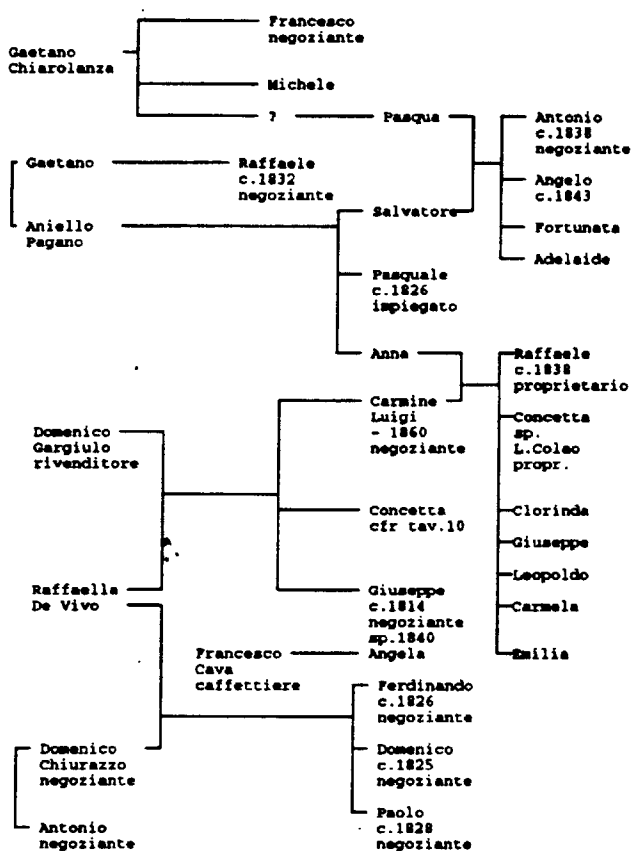 Francesco
negoziante
Gaetano
Chiarolanza
Michele
? Pasqua Antonio
c.1838
negoziante
Gaetano Raffaele
c.1832
negoziante
Angelo
c.1843
Salvatore
Aniello
Pagano
Fortunata
Adelaide
Pasquale
c.1826
impiegato
Anna Raffaele
c.1838
proprietario
Carmine
Luigi
- 1860
negoziante
Concetta
sp.
L.Colao
propr.
Domenico
Gargiulo
rivenditore
Concetta
cfr tav.10
Clorinda
Giuseppe
Leopoldo
Raffaella
De Vivo
Giuseppe
c.1814
negoziante
sp.1840
Angela
Carmela
Francesco
Cava
caffettiere
Emilia
Ferdinando
c.1826
negoziante
Domenico
Chiurazzo
negoziante
Domenico
c.1825
negoziante
Antonio
negoziante
Paolo
c.1828
negoziante